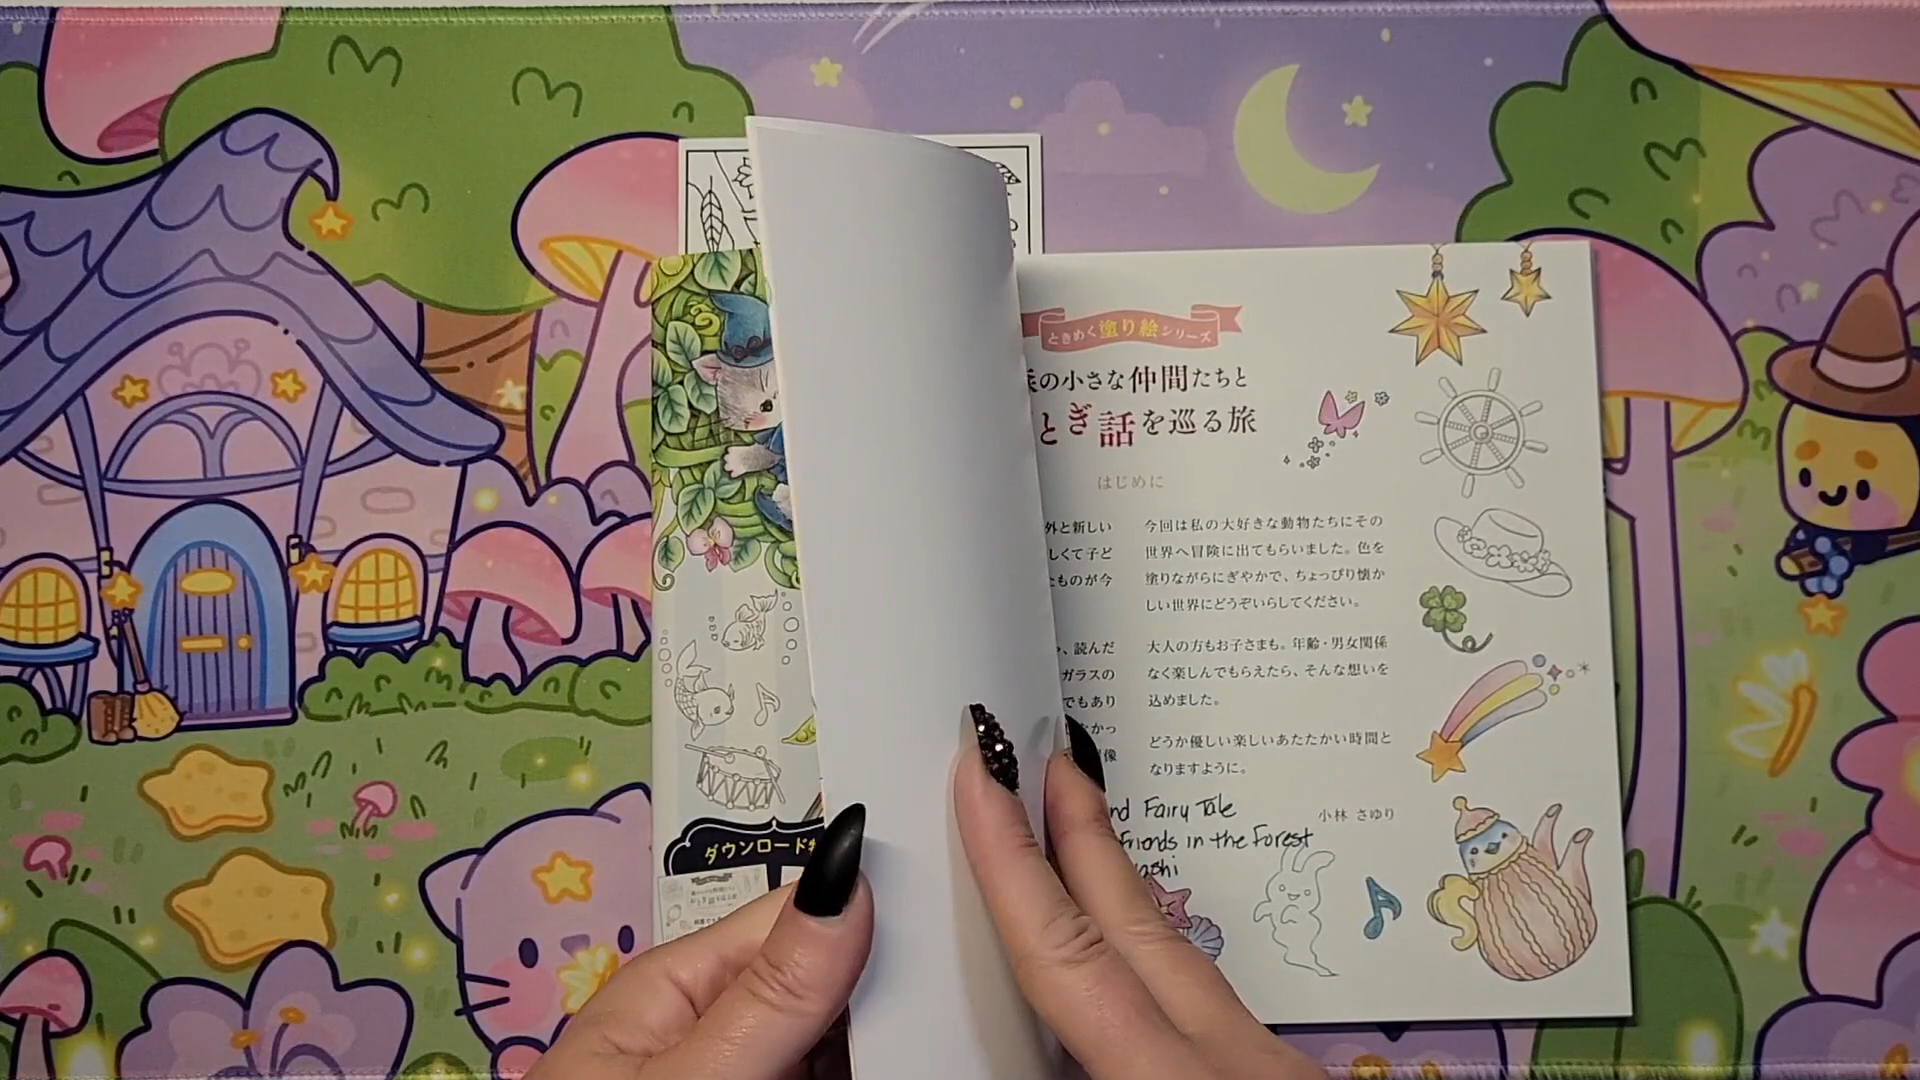 ときめく塗り絵シリーズ
の小さな仲間たちと
とぎ話を巡る旅
はじめに
外と新しい
しくて子ど
たものが今
、読んだ
ガラスの
でもあり
なかっ
像
今回は私の大好きな動物たちにその
世界へ冒険に出てもらいました。色を
塗りながらにぎやかで、ちょっぴり懐か
しい世界にどうぞいらしてください。
大人の方もお子さまも。年齢・男女関係
なく楽しんでもらえたら、そんな想いを
込めました。
どうか優しい楽しいあたたかい時間と
なりますように。
小林 さゆり
nd Fairy Tale
friends in the Forest
ashi
ダウンロード